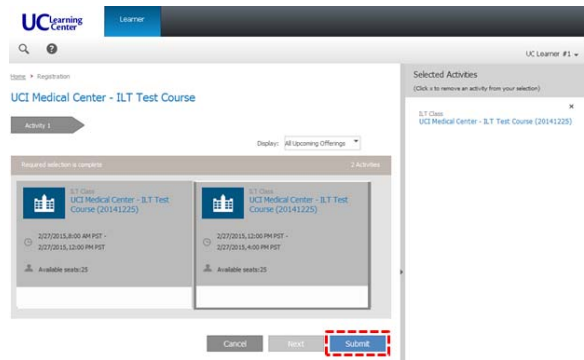 UC Learning Center
Learner
UC Learner #1
Home ▸ Registration
UCI Medical Center - ILT Test Course
Activity 1
Display: All Upcoming Offerings
Required selection is complete
2 Activities
ILT Class
UCI Medical Center - ILT Test
Course (20141225)
2/27/2015,8:00 AM PST -
2/27/2015,12:00 PM PST
Available seats:25
ILT Class
UCI Medical Center - ILT Test
Course (20141225)
2/27/2015,12:00 PM PST -
2/27/2015,4:00 PM PST
Available seats:25
Cancel
Next
Submit
Selected Activities
(Click x to remove an activity from your selection)
×
ILT Class
UCI Medical Center - ILT Test Course (20141225)